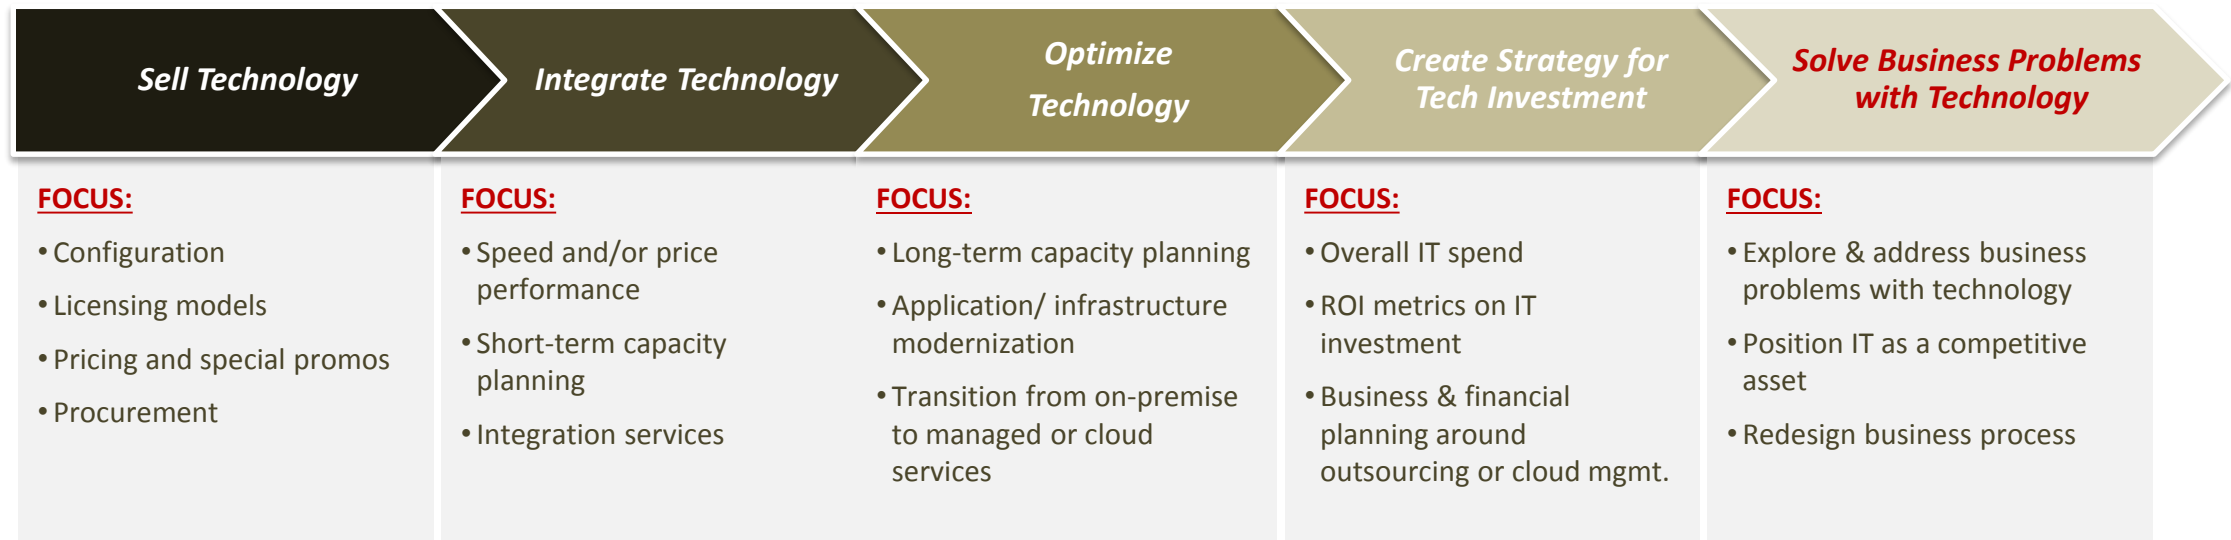 Sell Technology
Integrate Technology
Optimize
Technology
Create Strategy for
Tech Investment
Solve Business Problems
with Technology
FOCUS:
• Configuration
• Licensing models
• Pricing and special promos
• Procurement
FOCUS:
• Speed and/or price
performance
• Short-term capacity
planning
• Integration services
FOCUS:
• Long-term capacity planning
• Application/ infrastructure
modernization
• Transition from on-premise
to managed or cloud
services
FOCUS:
• Overall IT spend
• ROI metrics on IT
investment
• Business & financial
planning around
outsourcing or cloud mgmt.
FOCUS:
• Explore & address business
problems with technology
• Position IT as a competitive
asset
• Redesign business process